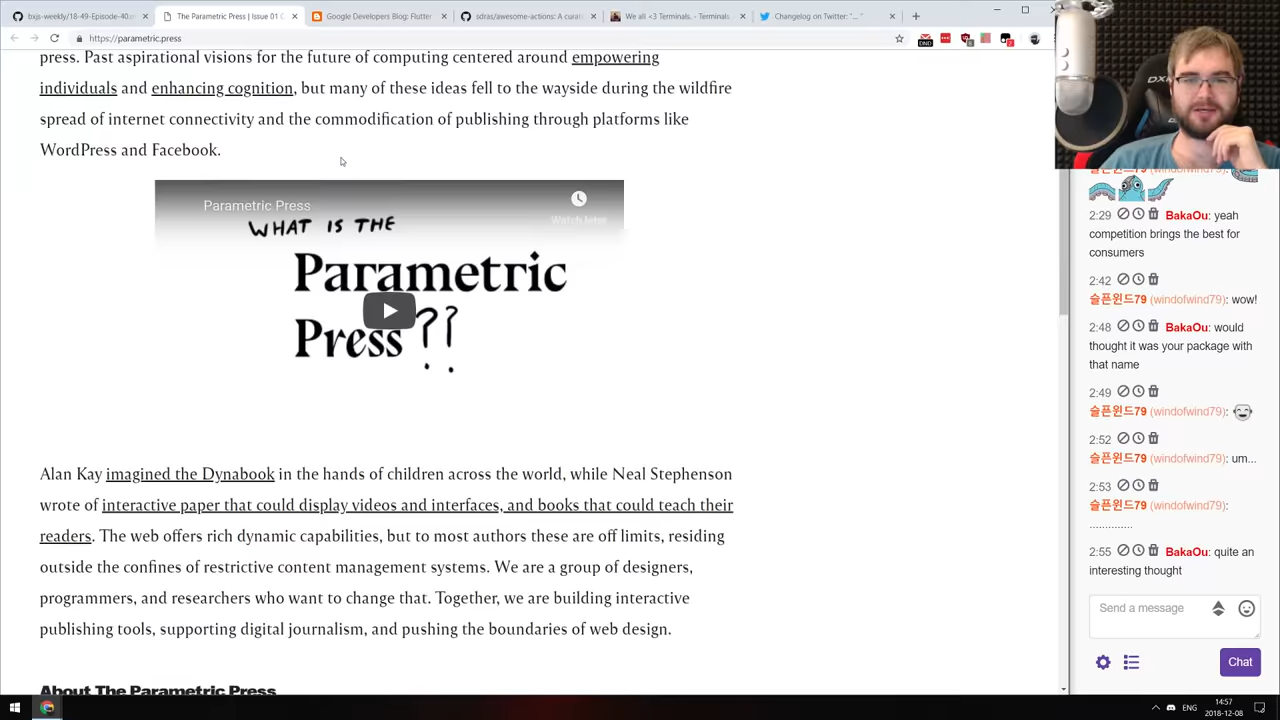 bxjs-weekly/18-49-Episode-40.m
The Parametric Press | Issue 01
Google Developers Blog: Flutter
sdras/awesome-actions: A curat
We all <3 Terminals. - Terminals
Changelog on Twitter: "...
https://parametric.press
DND
press. Past aspirational visions for the future of computing centered around empowering
individuals and enhancing cognition, but many of these ideas fell to the wayside during the wildfire
spread of internet connectivity and the commodification of publishing through platforms like
WordPress and Facebook.
Parametric Press
Watch later
WHAT IS THE
Parametric
Press??
Alan Kay imagined the Dynabook in the hands of children across the world, while Neal Stephenson
wrote of interactive paper that could display videos and interfaces, and books that could teach their
readers. The web offers rich dynamic capabilities, but to most authors these are off limits, residing
outside the confines of restrictive content management systems. We are a group of designers,
programmers, and researchers who want to change that. Together, we are building interactive
publishing tools, supporting digital journalism, and pushing the boundaries of web design.
About The Parametric Press
슬픈윈드79 (windofwind79):
2:29 BakaOu: yeah
competition brings the best for
consumers
2:42
슬픈윈드79 (windofwind79): wow!
2:48 BakaOu: would
thought it was your package with
that name
2:49
슬픈윈드79 (windofwind79):
2:52
슬픈윈드79 (windofwind79): um...
2:53
슬픈윈드79 (windofwind79):
..............
2:55 BakaOu: quite an
interesting thought
Send a message
Chat
ENG
14:57
2018-12-08